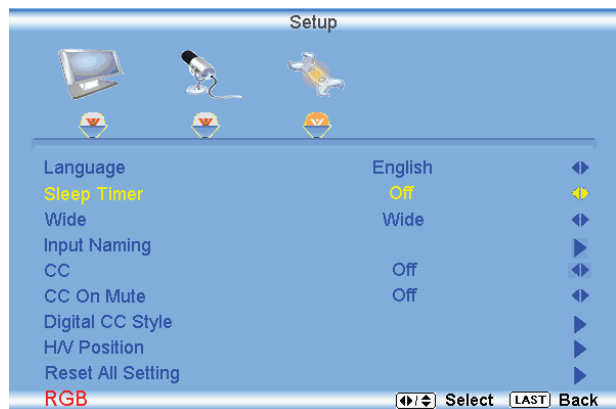 Setup
Language English
Sleep Timer Off
Wide Wide
Input Naming
CC Off
CC On Mute Off
Digital CC Style
H/V Position
Reset All Setting
RGB Select LAST Back